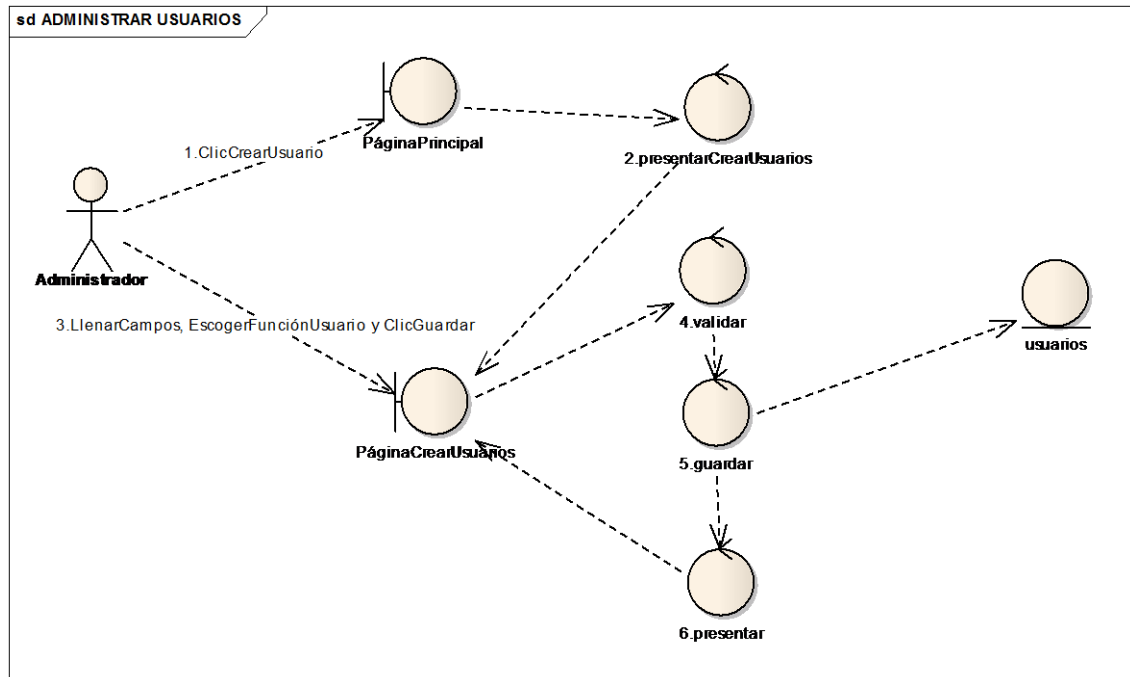 sd ADMINISTRAR USUARIOS
PáginaPrincipal
1.ClicCrearUsuario
2.presentarCrearUsuarios
Administrador
3.LlenarCampos, EscogerFunciónUsuario y ClicGuardar
4.validar
usuarios
PáginaCrearUsuarios
5.guardar
6.presentar